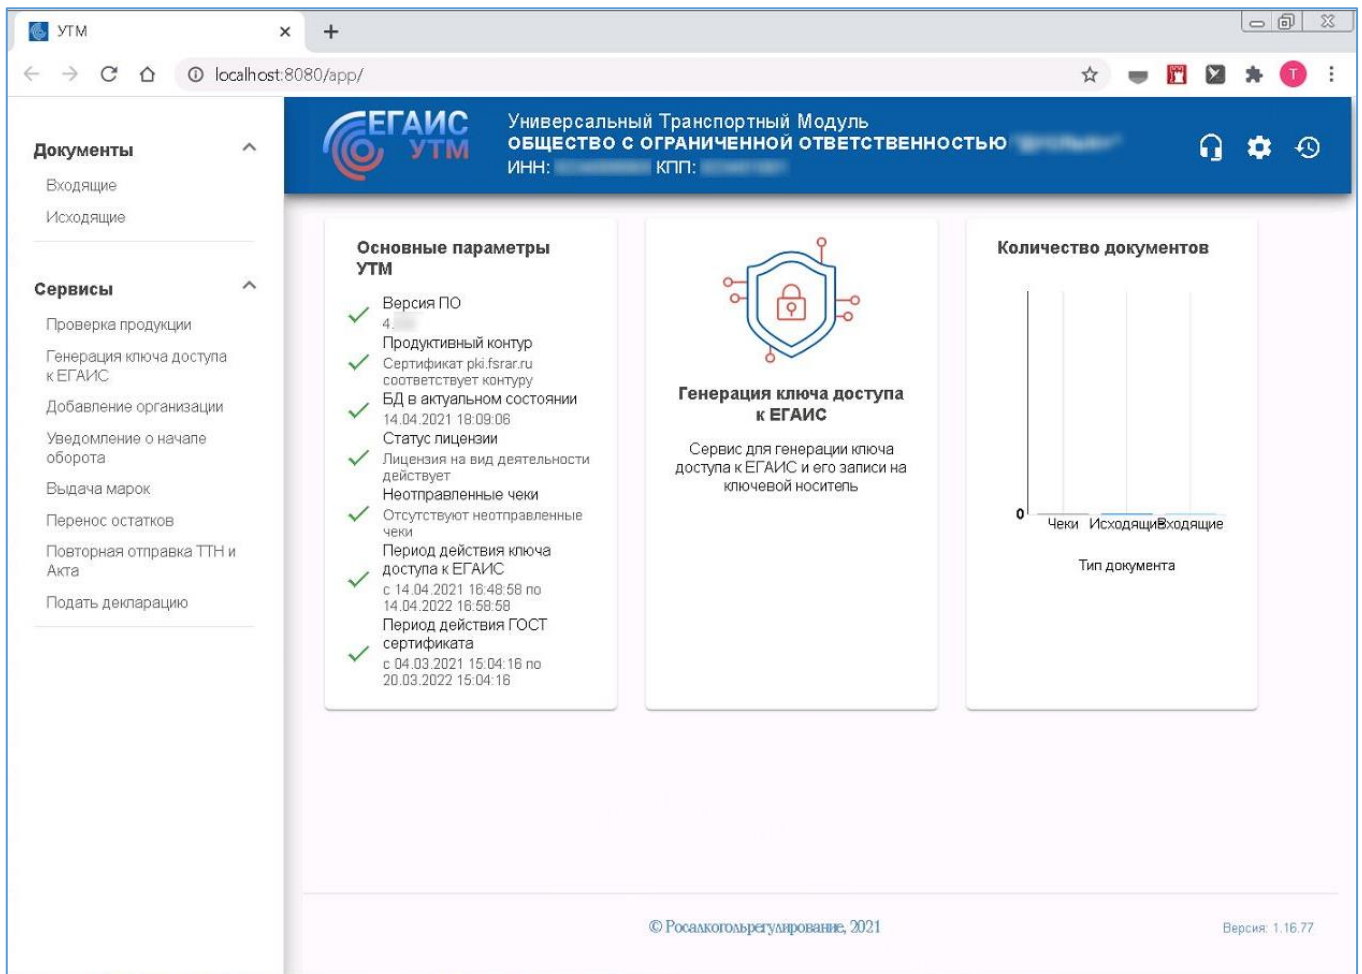 УТМ
localhost:8080/app/
T
Документы
Входящие
Исходящие
Сервисы
Проверка продукции
Генерация ключа доступа
к ЕГАИС
Добавление организации
Уведомление о начале
оборота
Выдача марок
Перенос остатков
Повторная отправка ТТН и
Акта
Подать декларацию
ЕГАИС
УТМ
Универсальный Транспортный Модуль
ОБЩЕСТВО С ОГРАНИЧЕННОЙ ОТВЕТСТВЕННОСТЬЮ
ИНН: КПП:
Основные параметры
УТМ
Версия ПО
4.
Продуктивный контур
Сертификат pki.fsrar.ru
соответствует контуру
БД в актуальном состоянии
14.04.2021 18:09:06
Статус лицензии
Лицензия на вид деятельности
действует
Неотправленные чеки
Отсутствуют неотправленные
чеки
Период действия ключа
доступа к ЕГАИС
с 14.04.2021 16:48:58 по
14.04.2022 16:58:58
Период действия ГОСТ
сертификата
с 04.03.2021 15:04:16 по
20.03.2022 15:04:16
Генерация ключа доступа
к ЕГАИС
Сервис для генерации ключа
доступа к ЕГАИС и его записи на
ключевой носитель
Количество документов
0
Чеки Исходящие Входящие
Тип документа
© Росалкогольрегулирование, 2021
Версия: 1.16.77